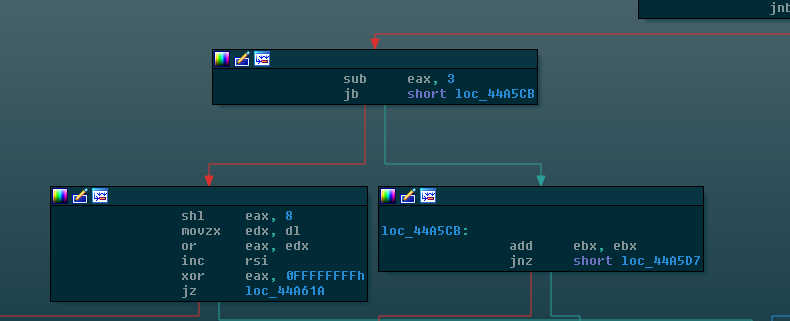 jnb
sub eax, 3
jb short loc_44A5CB
shl eax, 8
movzx edx, dl
or eax, edx
inc rsi
xor eax, 0FFFFFFFFh
jz loc_44A61A
loc_44A5CB:
add ebx, ebx
jnz short loc_44A5D7